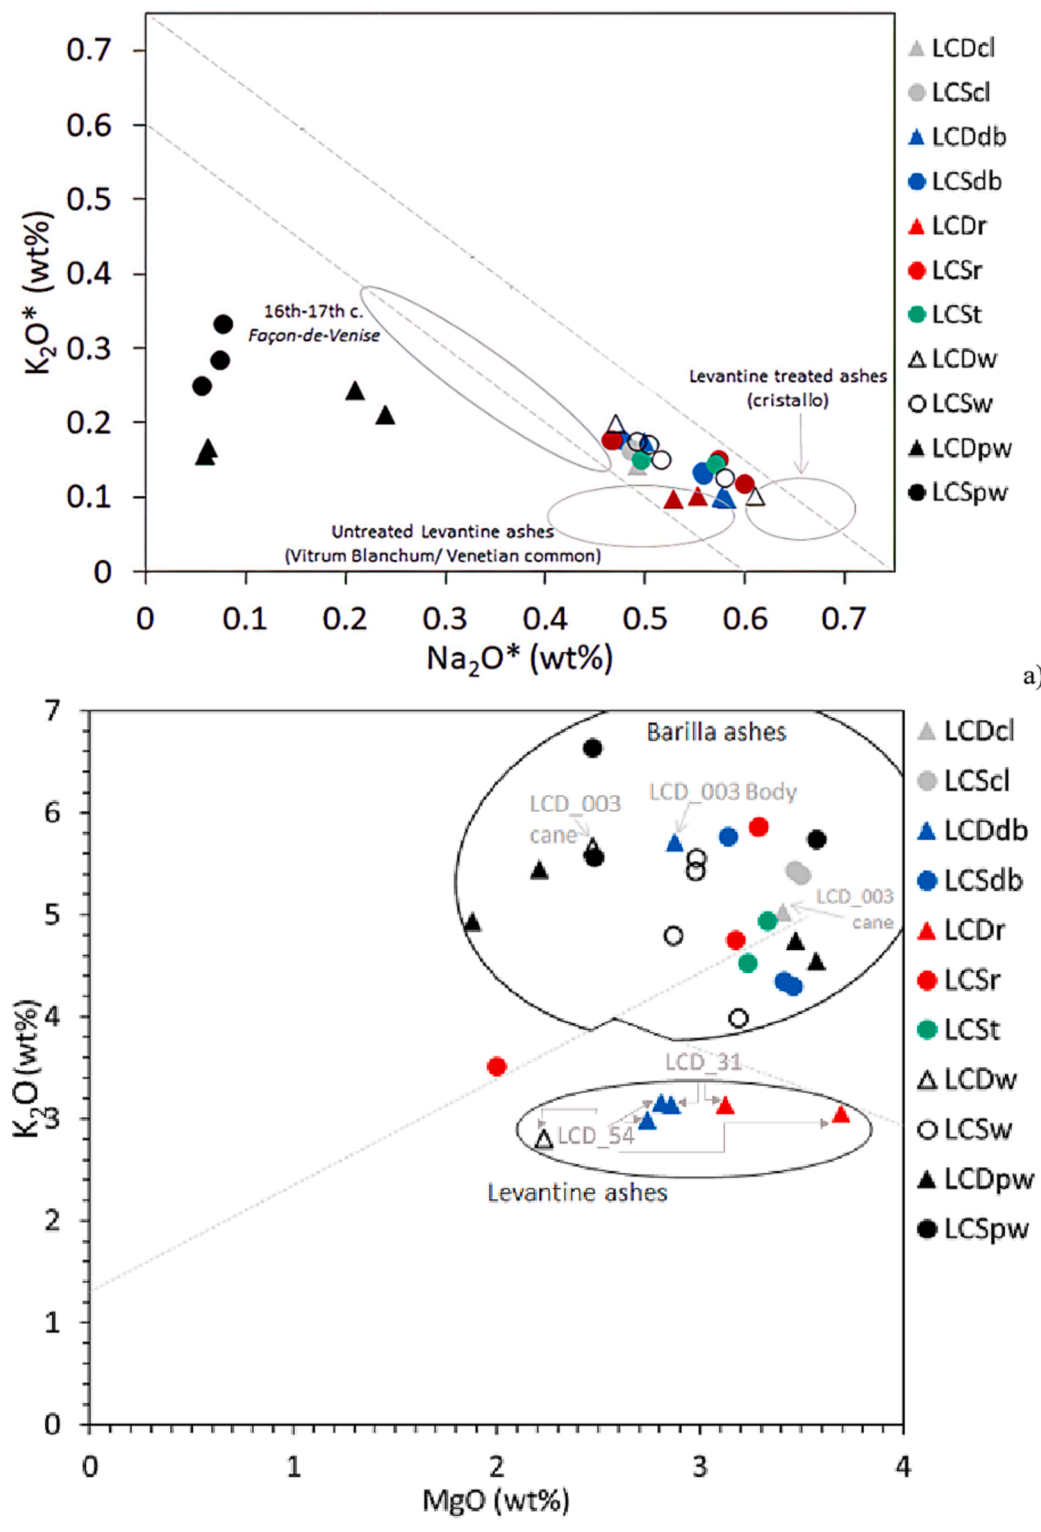 0.7
0.6
0.5
0.4
0.3
0.2
0.1
0
K₂O* (wt%)
16th-17th c.
Façon-de-Venise
Levantine treated ashes
(cristallo)
Untreated Levantine ashes
(Vitrum Blanchum/ Venetian common)
0 0.1 0.2 0.3 0.4 0.5 0.6 0.7
Na₂O* (wt%)
LCDcl
LCScl
LCDdb
LCSdb
LCDr
LCSr
LCSt
LCDw
LCSw
LCDpw
LCSpw
a)
7
6
5
4
3
2
1
0
K₂O (wt%)
Barilla ashes
LCD_003 Body
LCD_003
cane
LCD_003
cane
LCD_31
LCD_54
Levantine ashes
0 1 2 3 4
MgO (wt%)
LCDcl
LCScl
LCDdb
LCSdb
LCDr
LCSr
LCSt
LCDw
LCSw
LCDpw
LCSpw